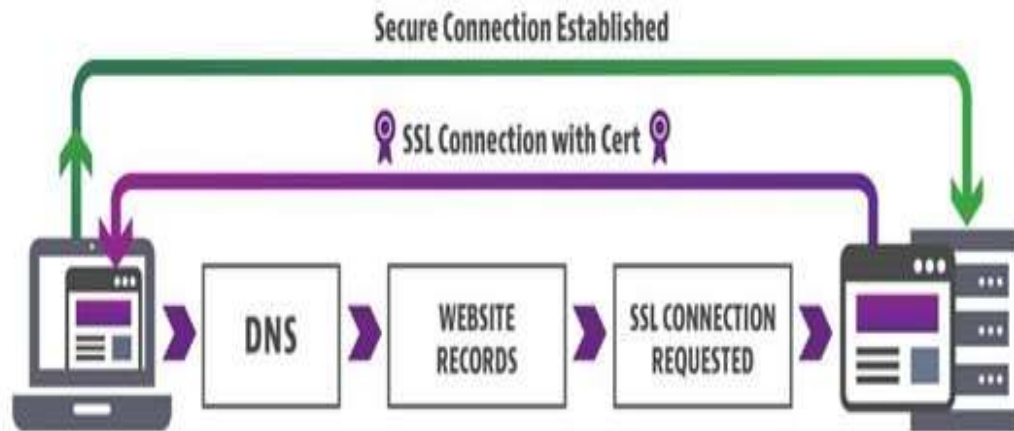 Secure Connection Established
SSL Connection with Cert
DNS
WEBSITE
RECORDS
SSL CONNECTION
REQUESTED